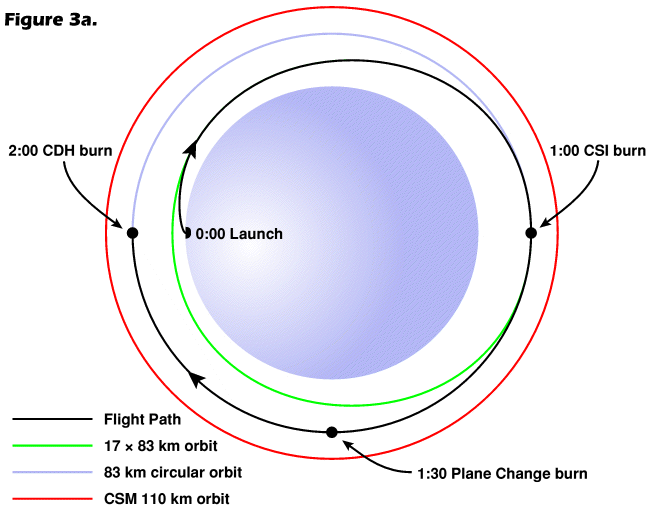 Figure 3a.
2:00 CDH burn
1:00 CSI burn
0:00 Launch
Flight Path
17 × 83 km orbit
83 km circular orbit
1:30 Plane Change burn
CSM 110 km orbit